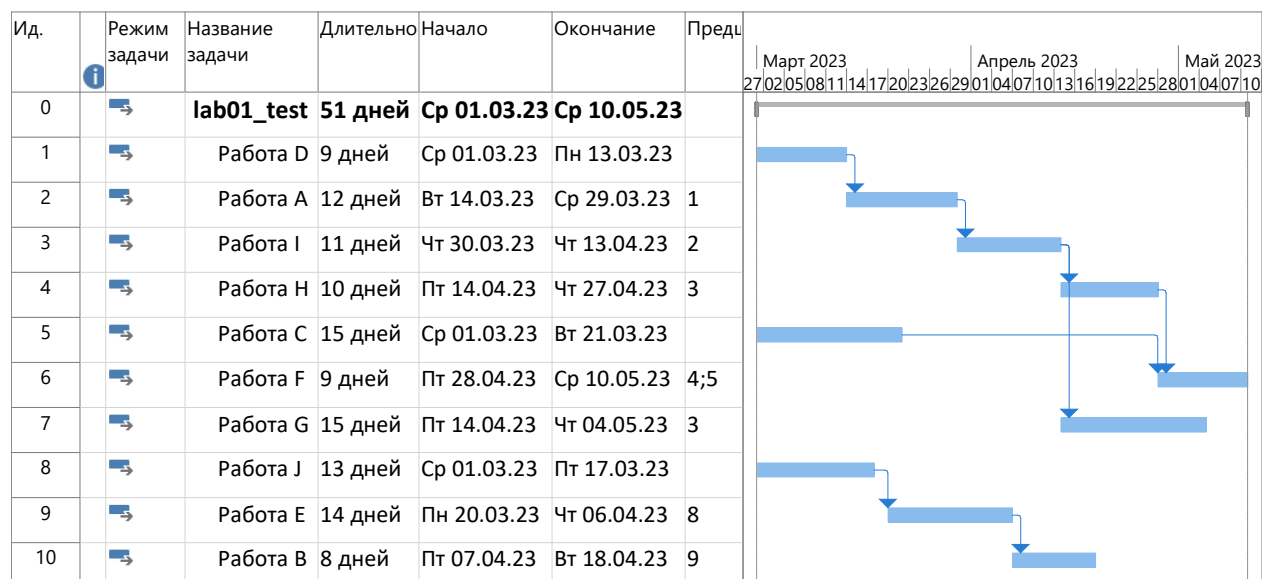 Ид. Режим задачи Название задачи Длительно Начало Окончание Предш
Март 2023 Апрель 2023 Май 2023
27 02 05 08 11 14 17 20 23 26 29 01 04 07 10 13 16 19 22 25 28 01 04 07 10
0 lab01_test 51 дней Ср 01.03.23 Ср 10.05.23
1 Работа D 9 дней Ср 01.03.23 Пн 13.03.23
2 Работа A 12 дней Вт 14.03.23 Ср 29.03.23 1
3 Работа I 11 дней Чт 30.03.23 Чт 13.04.23 2
4 Работа H 10 дней Пт 14.04.23 Чт 27.04.23 3
5 Работа C 15 дней Ср 01.03.23 Вт 21.03.23
6 Работа F 9 дней Пт 28.04.23 Ср 10.05.23 4;5
7 Работа G 15 дней Пт 14.04.23 Чт 04.05.23 3
8 Работа J 13 дней Ср 01.03.23 Пт 17.03.23
9 Работа E 14 дней Пн 20.03.23 Чт 06.04.23 8
10 Работа B 8 дней Пт 07.04.23 Вт 18.04.23 9